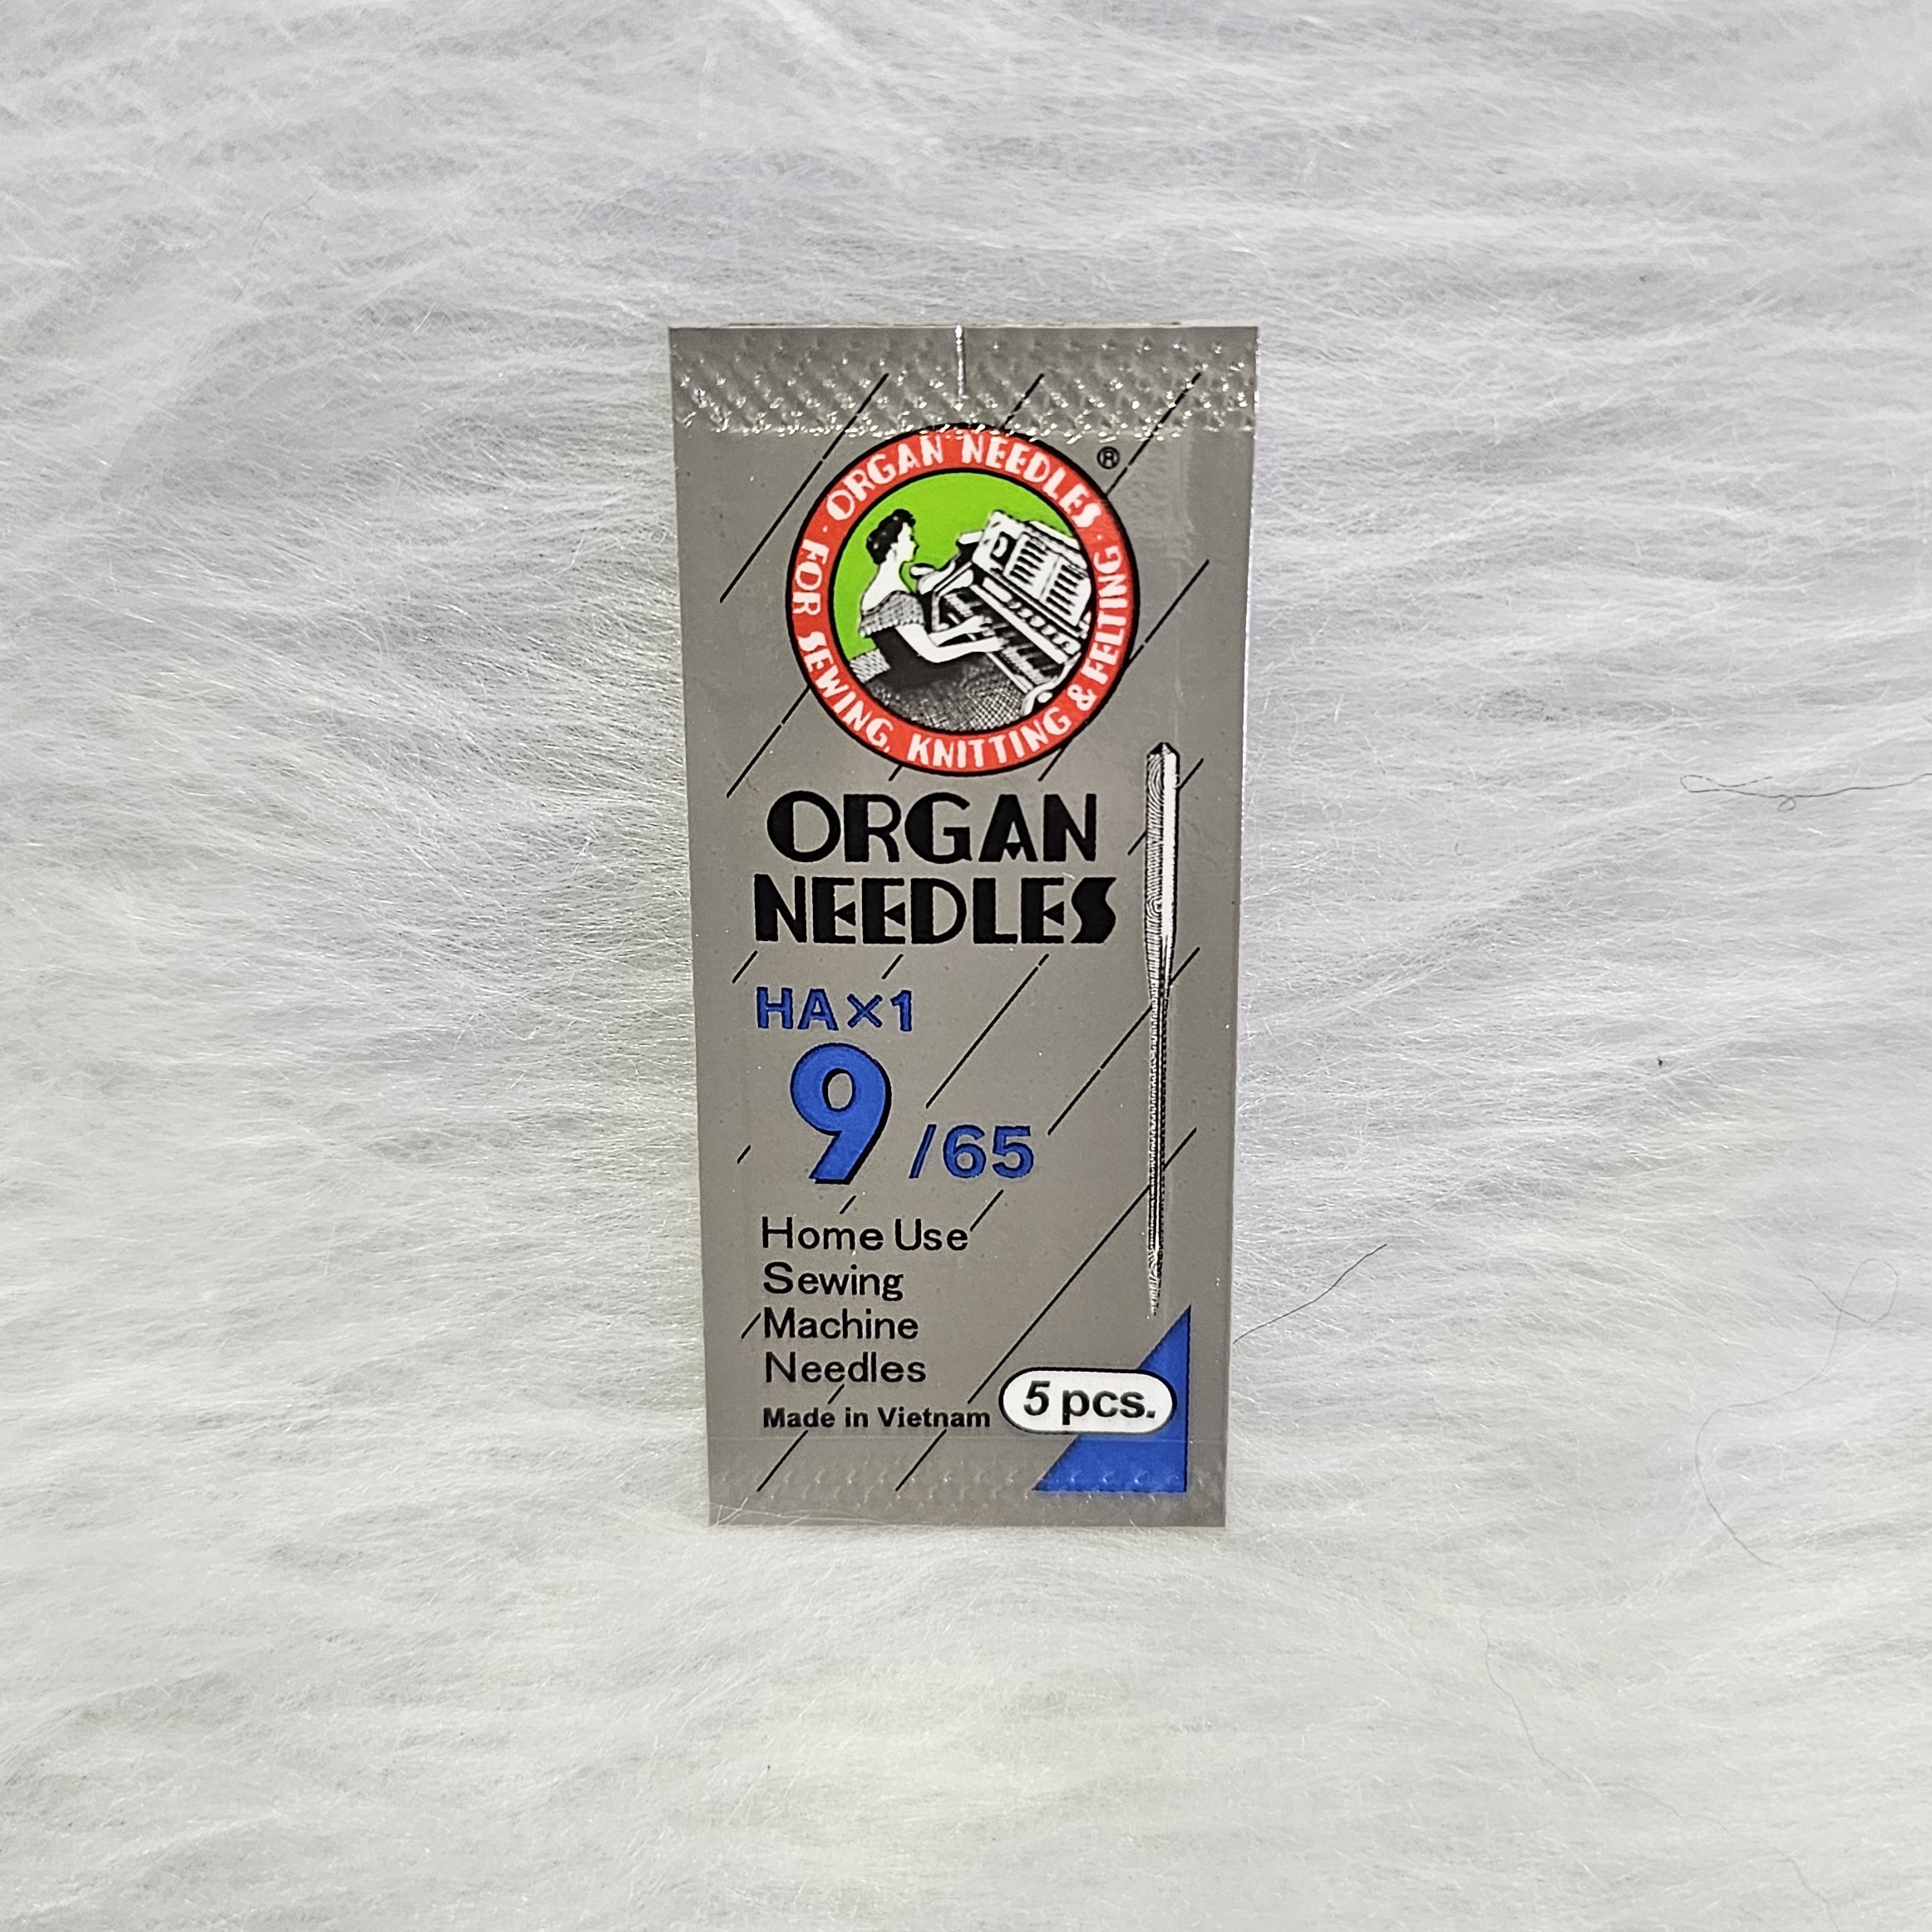 · ORGAN NEEDLES ·
FOR SEWING, KNITTING & FELTING
®
ORGAN
NEEDLES
HA×1
9/65
Home Use
Sewing
Machine
Needles
Made in Vietnam
5 pcs.